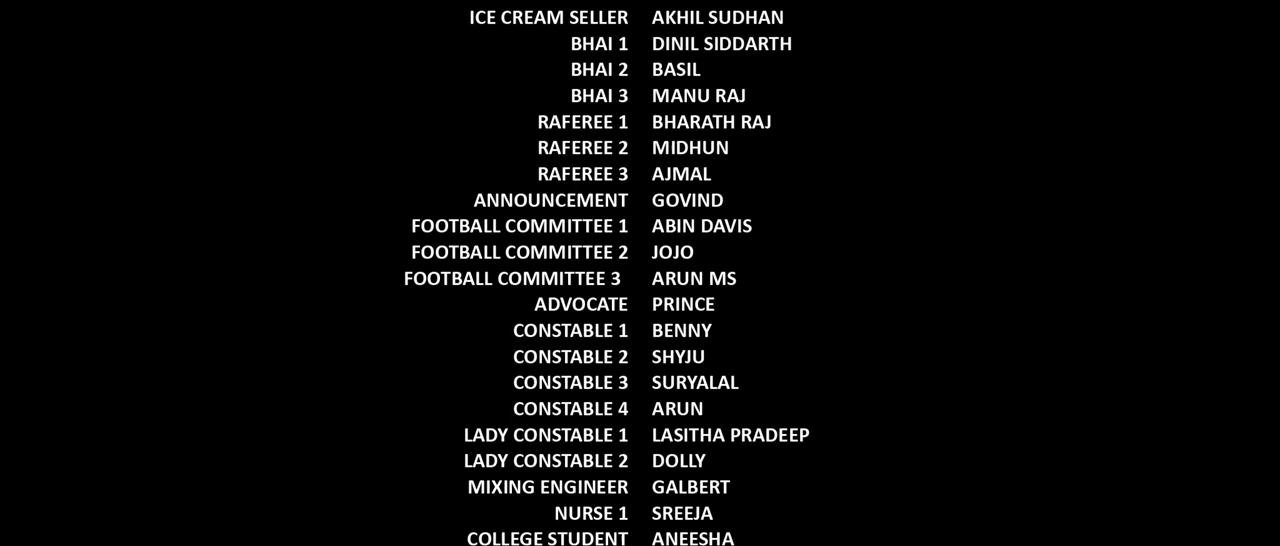 ICE CREAM SELLER AKHIL SUDHAN
BHAI 1 DINIL SIDDARTH
BHAI 2 BASIL
BHAI 3 MANU RAJ
RAFEREE 1 BHARATH RAJ
RAFEREE 2 MIDHUN
RAFEREE 3 AJMAL
ANNOUNCEMENT GOVIND
FOOTBALL COMMITTEE 1 ABIN DAVIS
FOOTBALL COMMITTEE 2 JOJO
FOOTBALL COMMITTEE 3 ARUN MS
ADVOCATE PRINCE
CONSTABLE 1 BENNY
CONSTABLE 2 SHYJU
CONSTABLE 3 SURYALAL
CONSTABLE 4 ARUN
LADY CONSTABLE 1 LASITHA PRADEEP
LADY CONSTABLE 2 DOLLY
MIXING ENGINEER GALBERT
NURSE 1 SREEJA
COLLEGE STUDENT ANEESHA